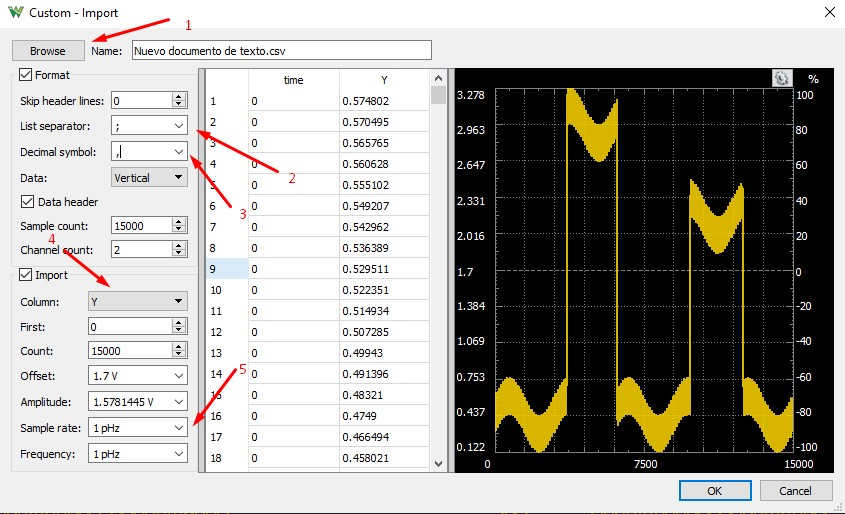 Custom - Import
1
Browse Name: Nuevo documento de texto.csv
Format
Skip header lines: 0
List separator: ;
Decimal symbol: ,
Data: Vertical
Data header
Sample count: 15000
Channel count: 2
4
Import
Column: Y
First: 0
Count: 15000
Offset: 1.7 V
Amplitude: 1.5781445 V
Sample rate: 1 pHz
Frequency: 1 pHz
2
3
5
time Y
1 0 0.574802
2 0 0.570495
3 0 0.565765
4 0 0.560628
5 0 0.555102
6 0 0.549207
7 0 0.542962
8 0 0.536389
9 0 0.529511
10 0 0.522351
11 0 0.514934
12 0 0.507285
13 0 0.49943
14 0 0.491396
15 0 0.48321
16 0 0.4749
17 0 0.466494
18 0 0.458021
%
3.278 100
2.963 80
2.647 60
2.331 40
2.016 20
1.7 0
1.384 -20
1.069 -40
0.753 -60
0.437 -80
0.122 -100
0 7500 15000
OK Cancel